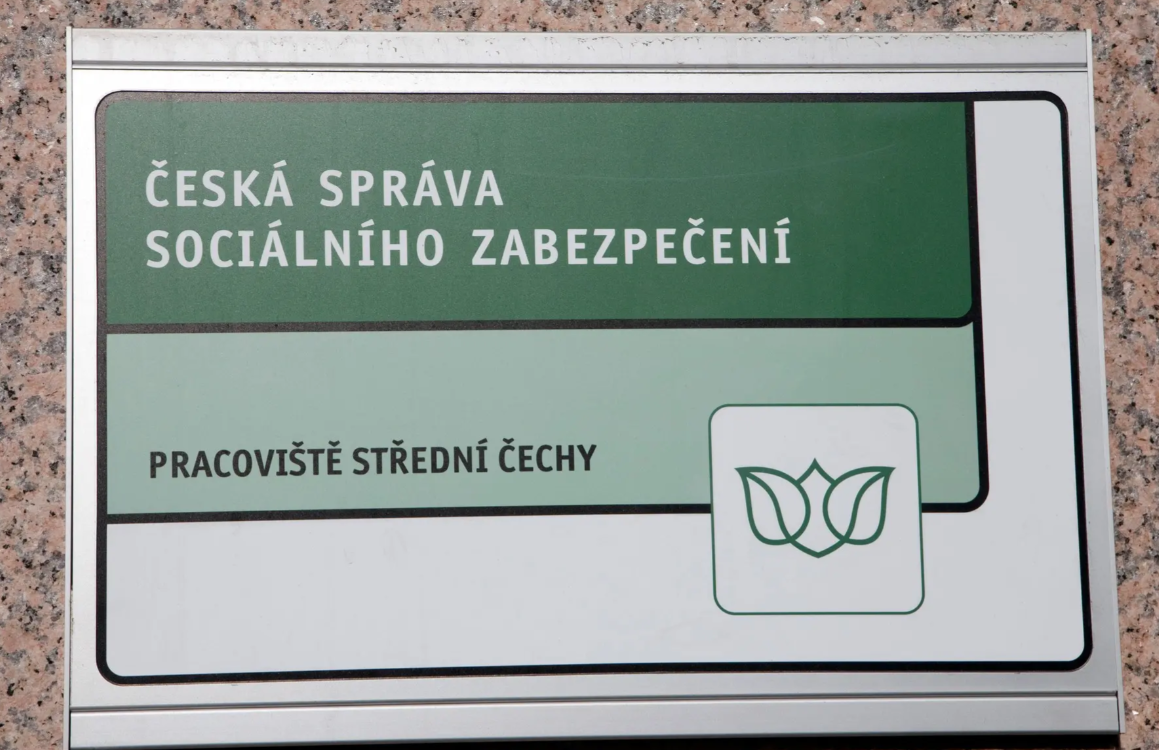 ČESKÁ SPRÁVA
SOCIÁLNÍHO ZABEZPEČENÍ
PRACOVIŠTĚ STŘEDNÍ ČECHY